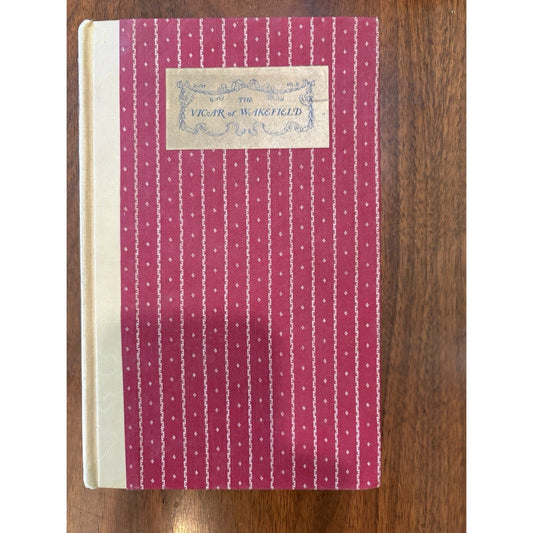 THE
VICAR of WAKEFIELD